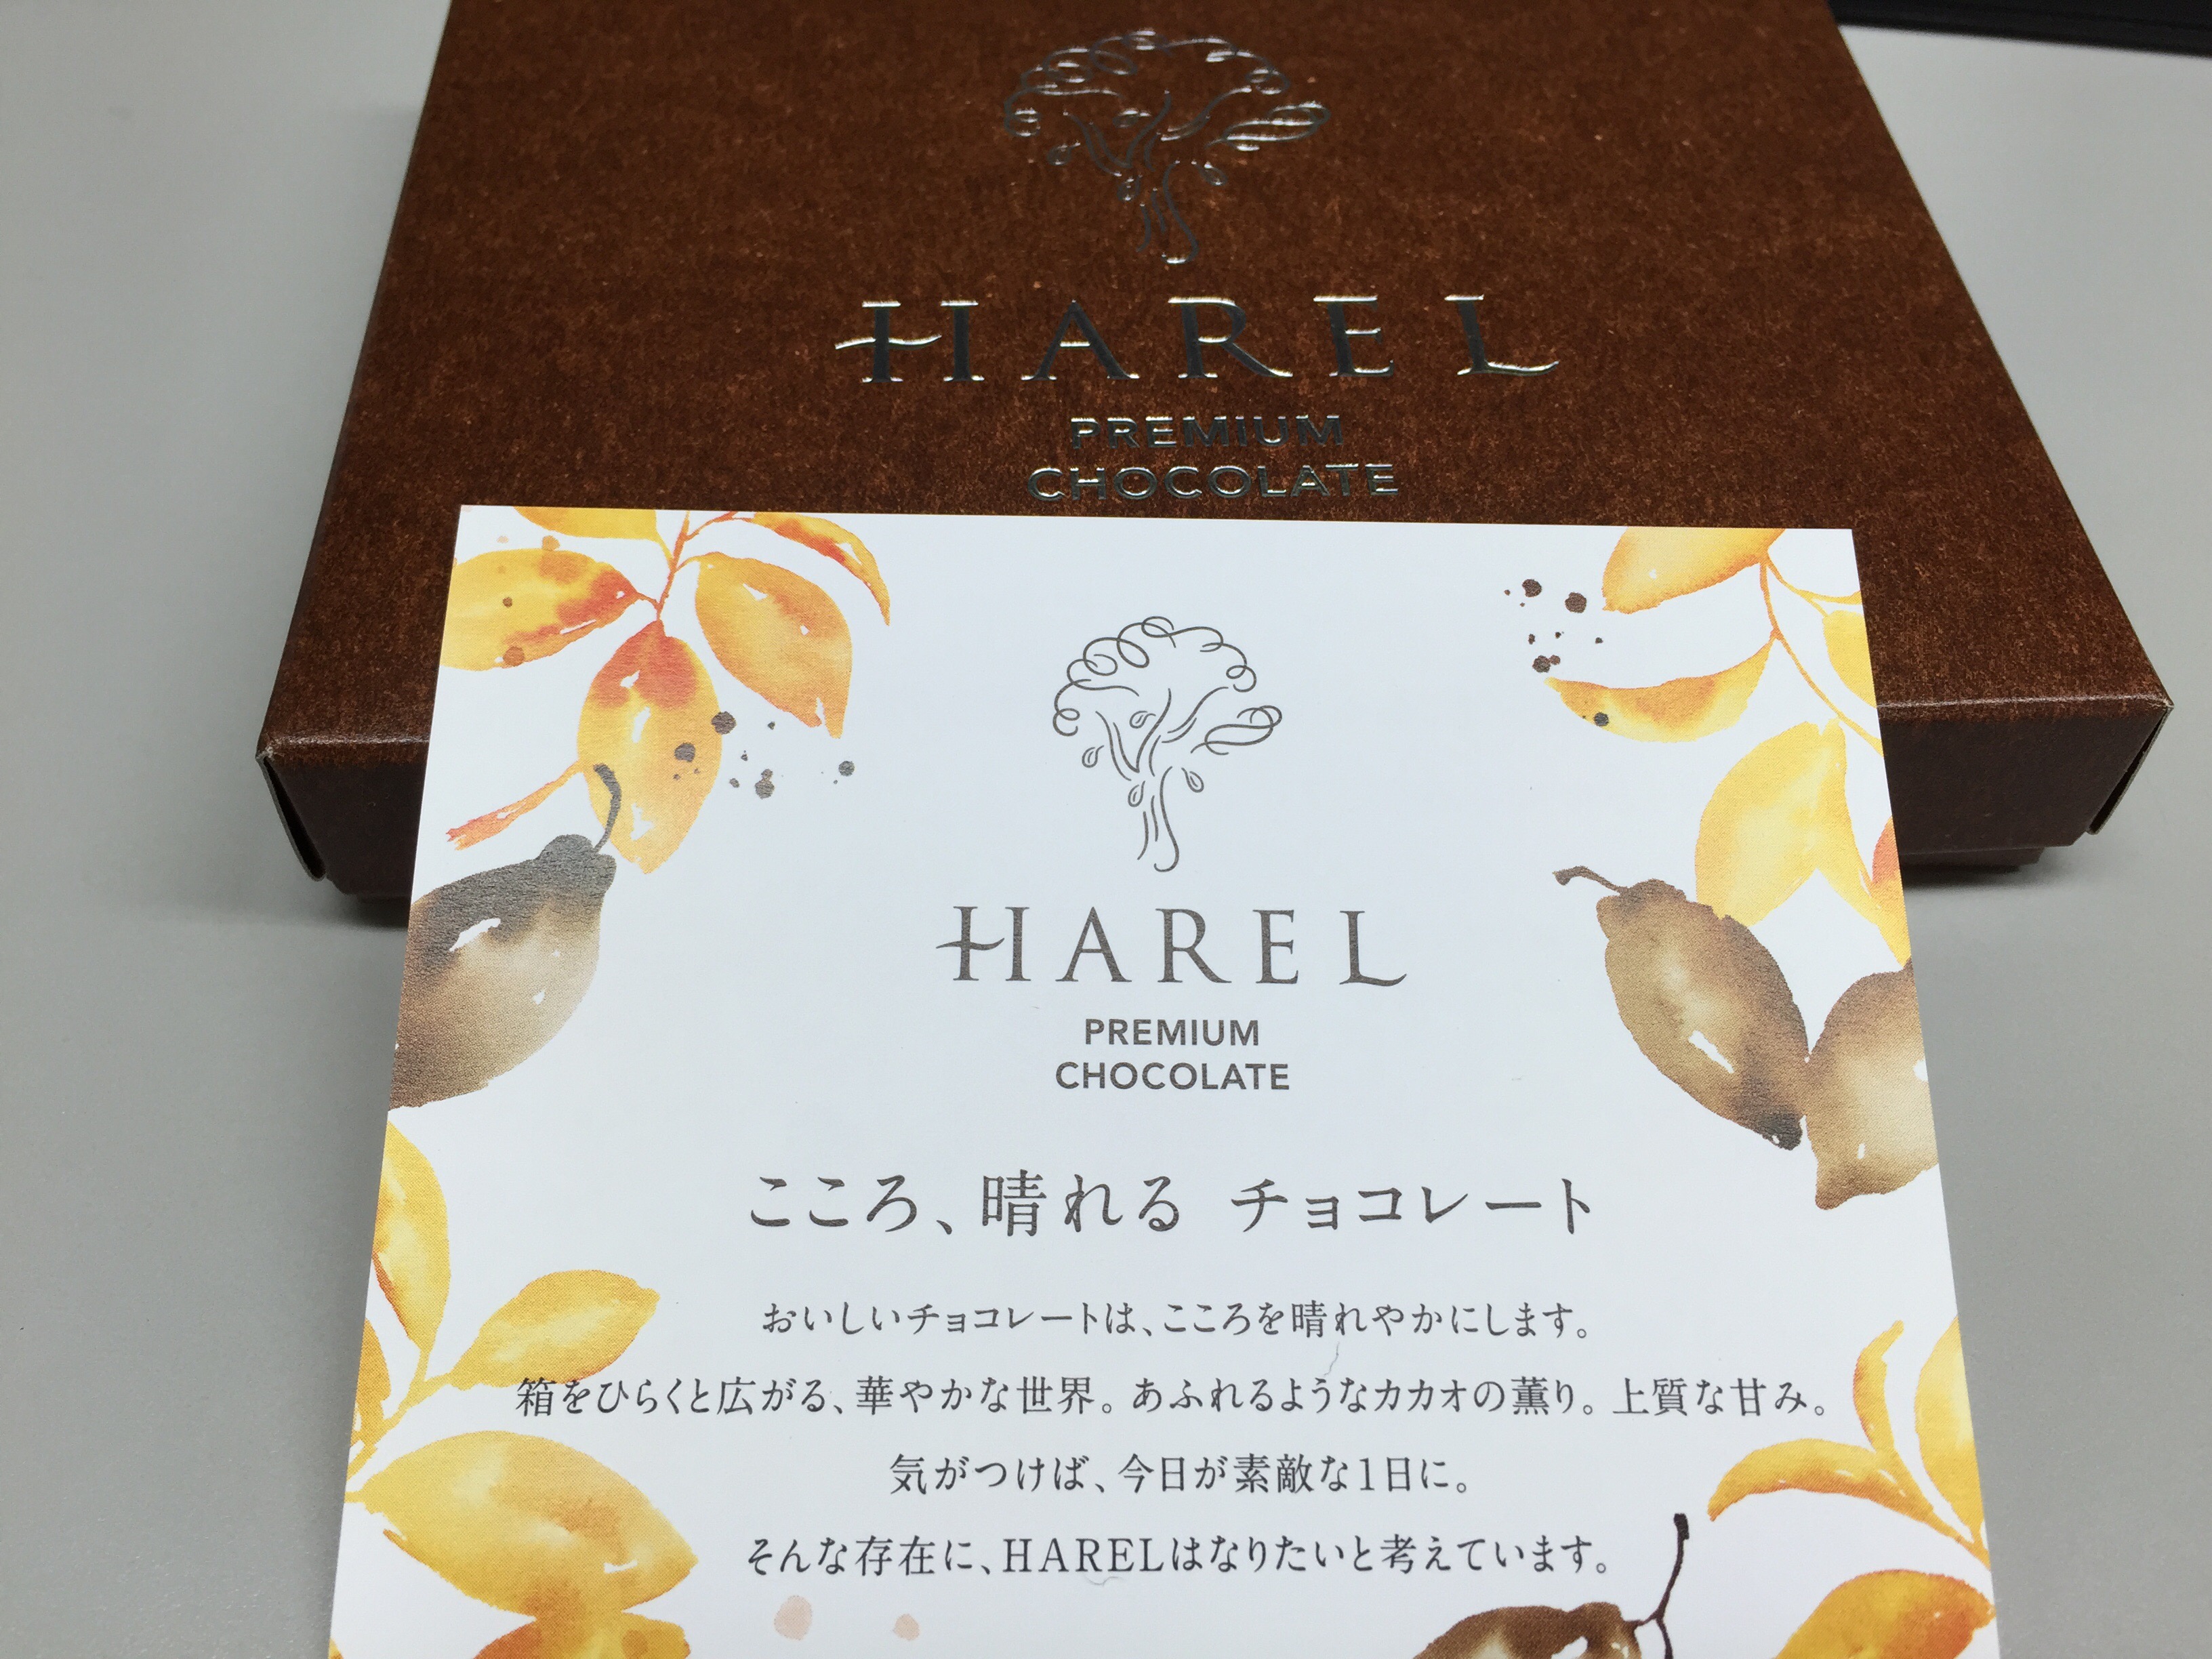 HAREL
PREMIUM
CHOCOLATE
HAREL
PREMIUM
CHOCOLATE
こころ、晴れる チョコレート
おいしいチョコレートは、こころを晴れやかにします。
箱をひらくと広がる、華やかな世界。あふれるようなカカオの薫り。上質な甘み。
気がつけば、今日が素敵な1日に。
そんな存在に、HARELはなりたいと考えています。